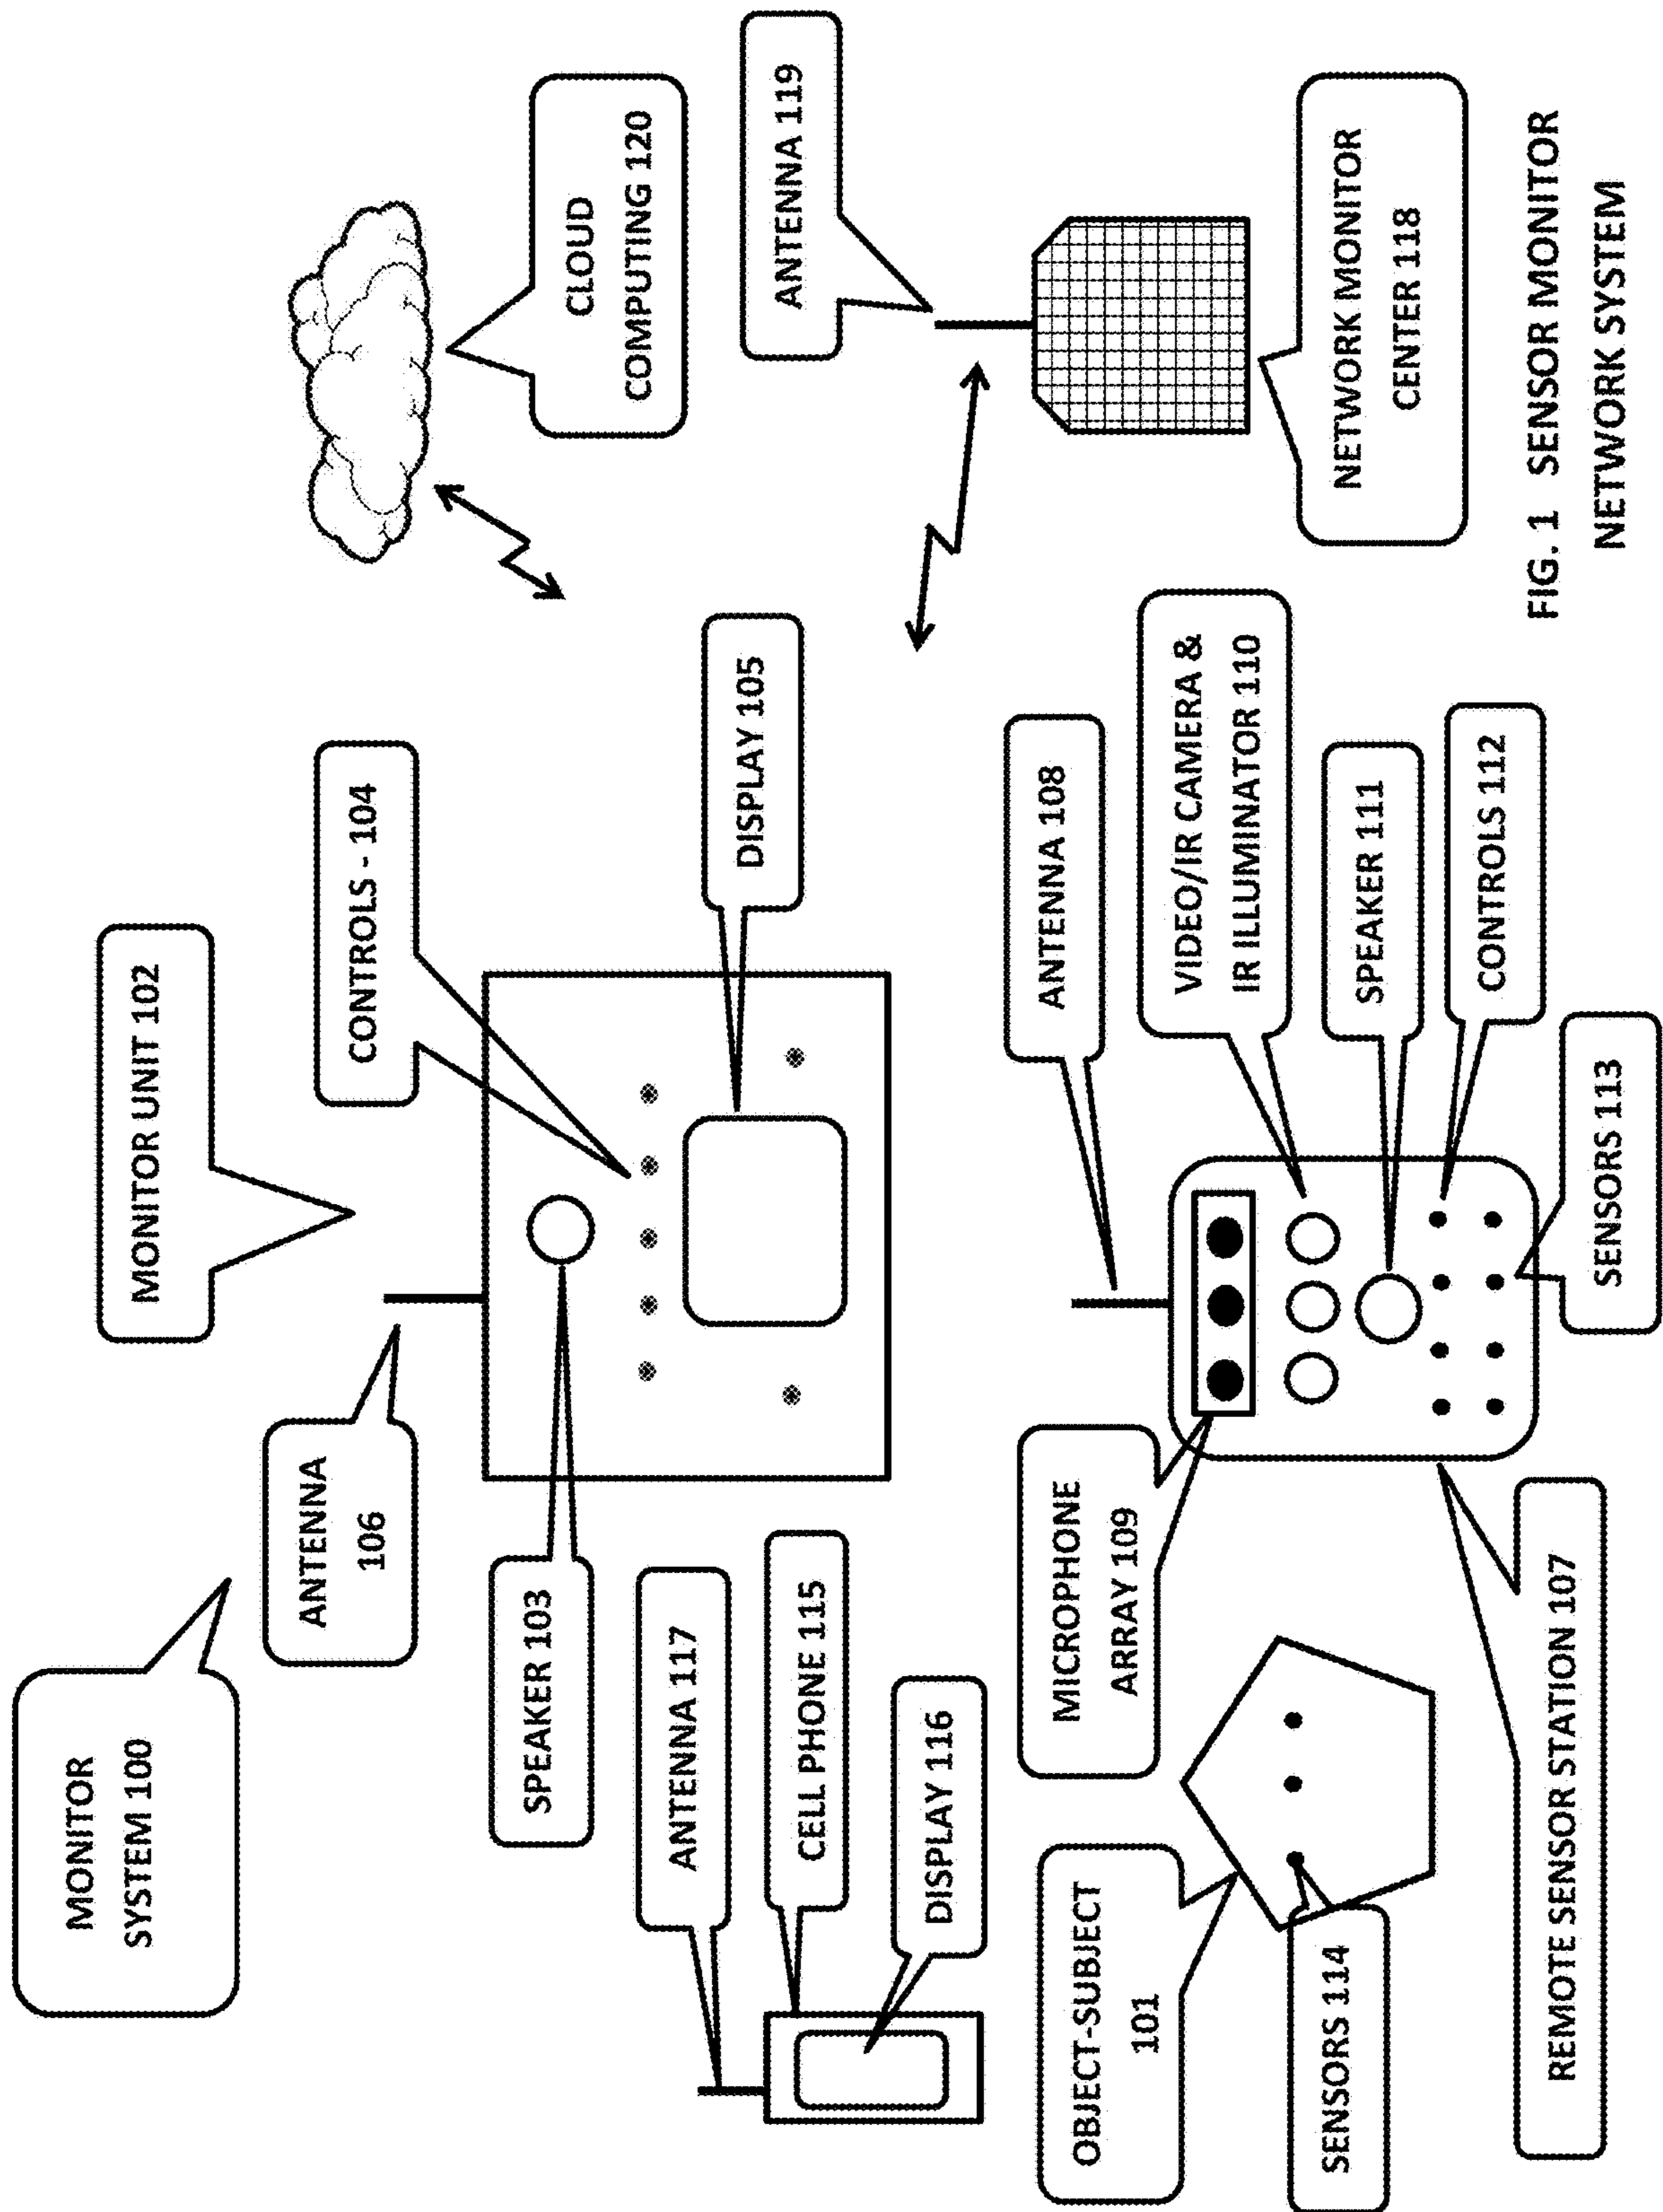 MONITOR
SYSTEM 100
MONITOR UNIT 102
ANTENNA
106
CONTROLS - 104
SPEAKER 103
DISPLAY 105
ANTENNA 117
CELL PHONE 115
DISPLAY 116
CLOUD
COMPUTING 120
ANTENNA 119
OBJECT-SUBJECT
101
SENSORS 114
MICROPHONE
ARRAY 109
REMOTE SENSOR STATION 107
ANTENNA 108
VIDEO/IR CAMERA &
IR ILLUMINATOR 110
SPEAKER 111
CONTROLS 112
SENSORS 113
NETWORK MONITOR
CENTER 118
FIG. 1 SENSOR MONITOR
NETWORK SYSTEM